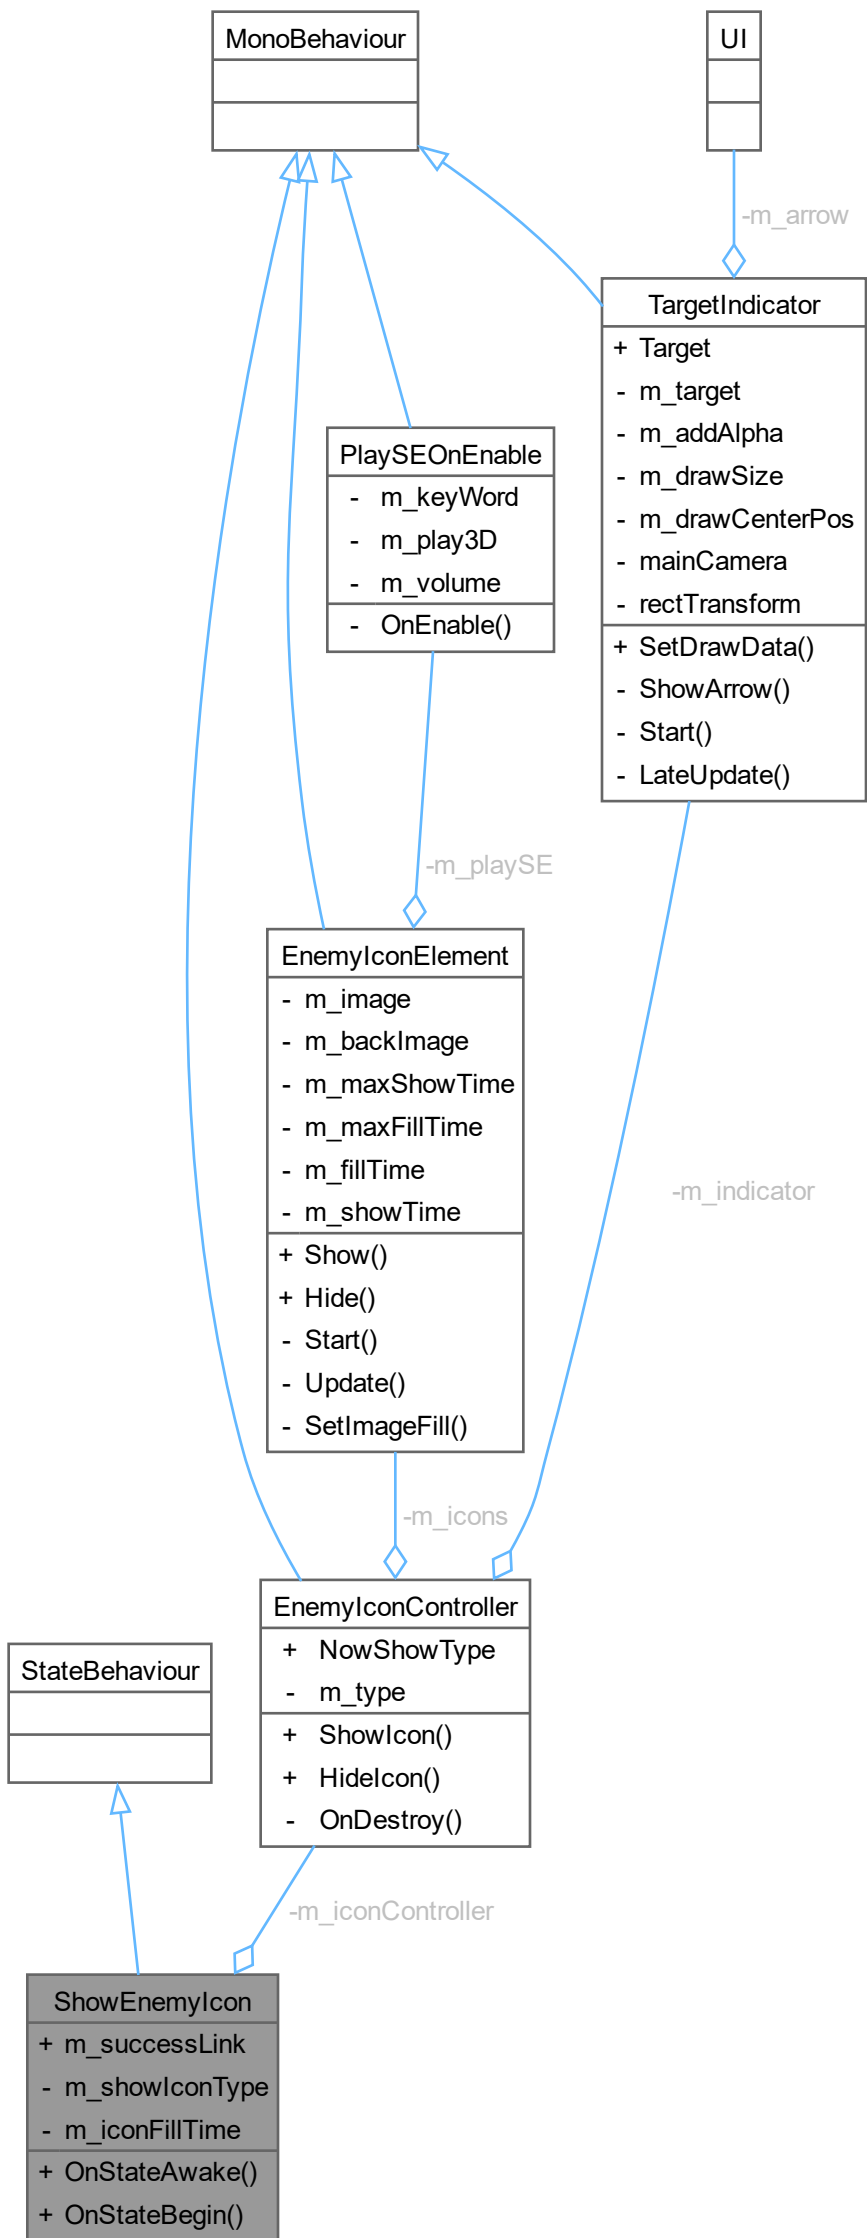 MonoBehaviour
UI
-m_arrow
TargetIndicator
+ Target
- m_target
- m_addAlpha
- m_drawSize
- m_drawCenterPos
- mainCamera
- rectTransform
+ SetDrawData()
- ShowArrow()
- Start()
- LateUpdate()
PlaySEOnEnable
- m_keyWord
- m_play3D
- m_volume
- OnEnable()
-m_playSE
EnemyIconElement
- m_image
- m_backImage
- m_maxShowTime
- m_maxFillTime
- m_fillTime
- m_showTime
+ Show()
+ Hide()
- Start()
- Update()
- SetImageFill()
-m_indicator
-m_icons
EnemyIconController
+ NowShowType
- m_type
+ ShowIcon()
+ HideIcon()
- OnDestroy()
StateBehaviour
-m_iconController
ShowEnemyIcon
+ m_successLink
- m_showIconType
- m_iconFillTime
+ OnStateAwake()
+ OnStateBegin()